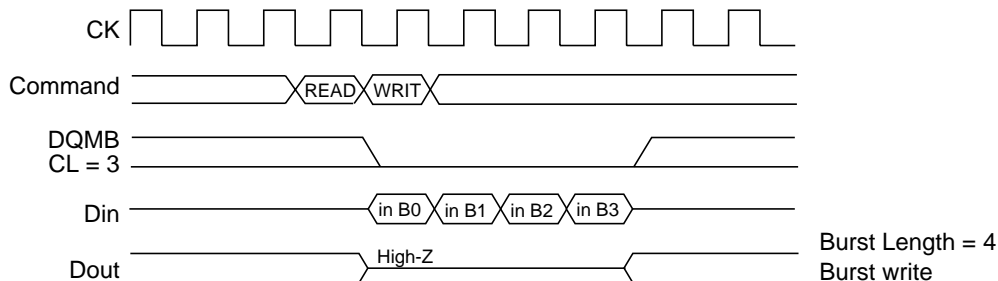 CK
Command READ WRIT
DQMB
CL = 3
Din in B0 in B1 in B2 in B3
High-Z
Dout
Burst Length = 4
Burst write